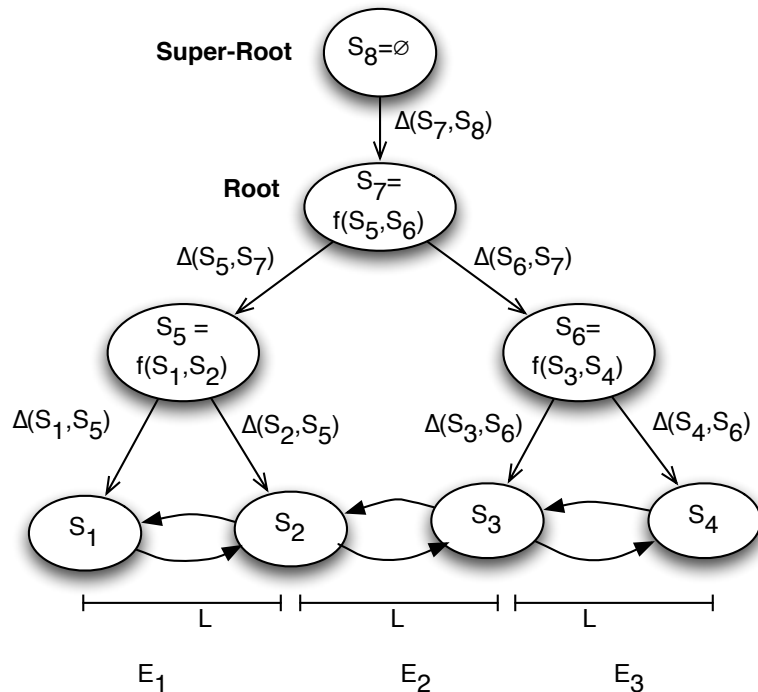 Super-Root
S₈=∅
Δ(S₇,S₈)
Root
S₇=
f(S₅,S₆)
Δ(S₅,S₇)
Δ(S₆,S₇)
S₅ =
f(S₁,S₂)
S₆=
f(S₃,S₄)
Δ(S₁,S₅)
Δ(S₂,S₅)
Δ(S₃,S₆)
Δ(S₄,S₆)
S₁
S₂
S₃
S₄
L
L
L
E₁
E₂
E₃